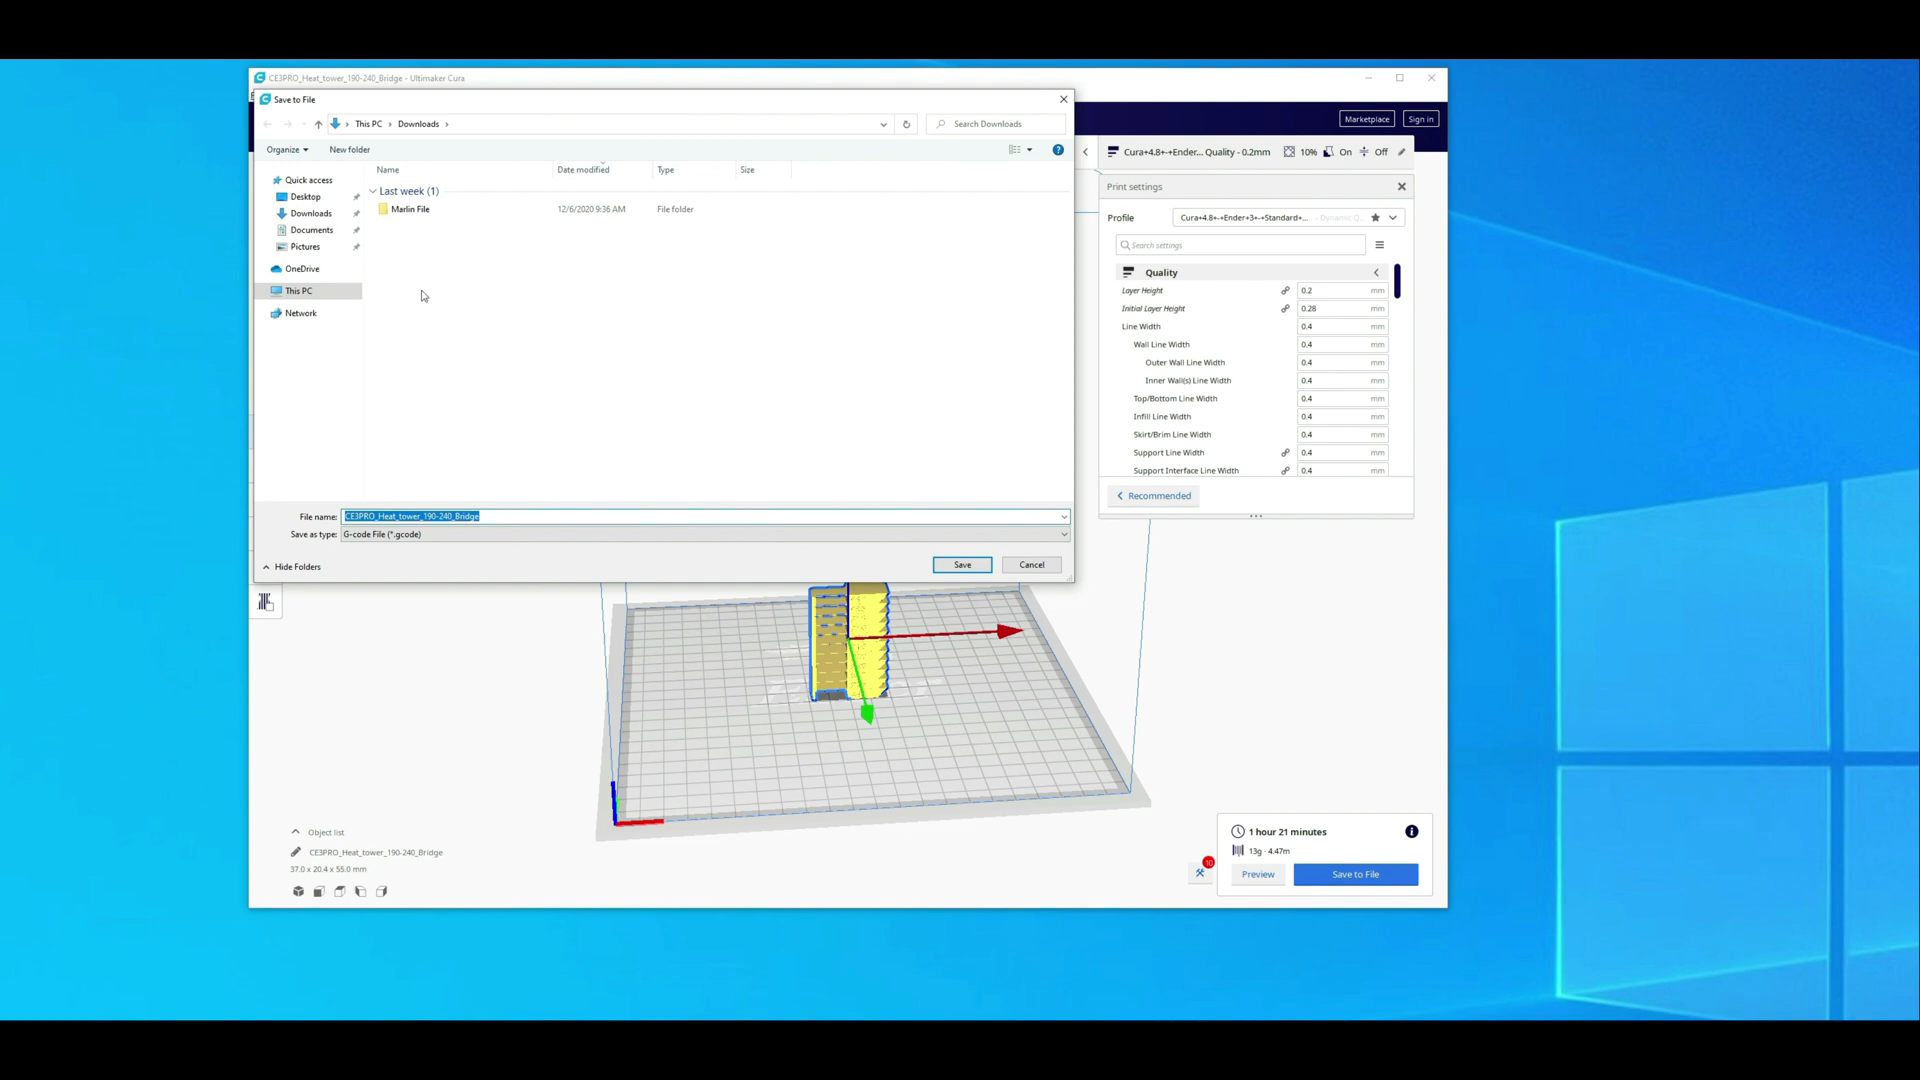 CE3PRO_Heat_tower_190-240_Bridge - Ultimaker Cura
Save to File
This PC
Downloads
Search Downloads
Organize
New folder
Name
Date modified
Type
Size
Quick access
Desktop
Downloads
Documents
Pictures
OneDrive
This PC
Network
Last week (1)
Marlin File
12/6/2020 9:36 AM
File folder
File name:
CE3PRO_Heat_tower_190-240_Bridge
Save as type:
G-code File (*.gcode)
Hide Folders
Save
Cancel
Marketplace
Sign in
Cura+4.8+-+Ender... Quality - 0.2mm
10%
On
Off
Print settings
Profile
Cura+4.8+-+Ender+3+-+Standard+...
- Dynamic Q
Search settings
Quality
Layer Height
0.2 mm
Initial Layer Height
0.28 mm
Line Width
0.4 mm
Wall Line Width
0.4 mm
Outer Wall Line Width
0.4 mm
Inner Wall(s) Line Width
0.4 mm
Top/Bottom Line Width
0.4 mm
Infill Line Width
0.4 mm
Skirt/Brim Line Width
0.4 mm
Support Line Width
0.4 mm
Support Interface Line Width
0.4 mm
Recommended
Object list
CE3PRO_Heat_tower_190-240_Bridge
37.0 x 20.4 x 55.0 mm
10
1 hour 21 minutes
13g · 4.47m
Preview
Save to File